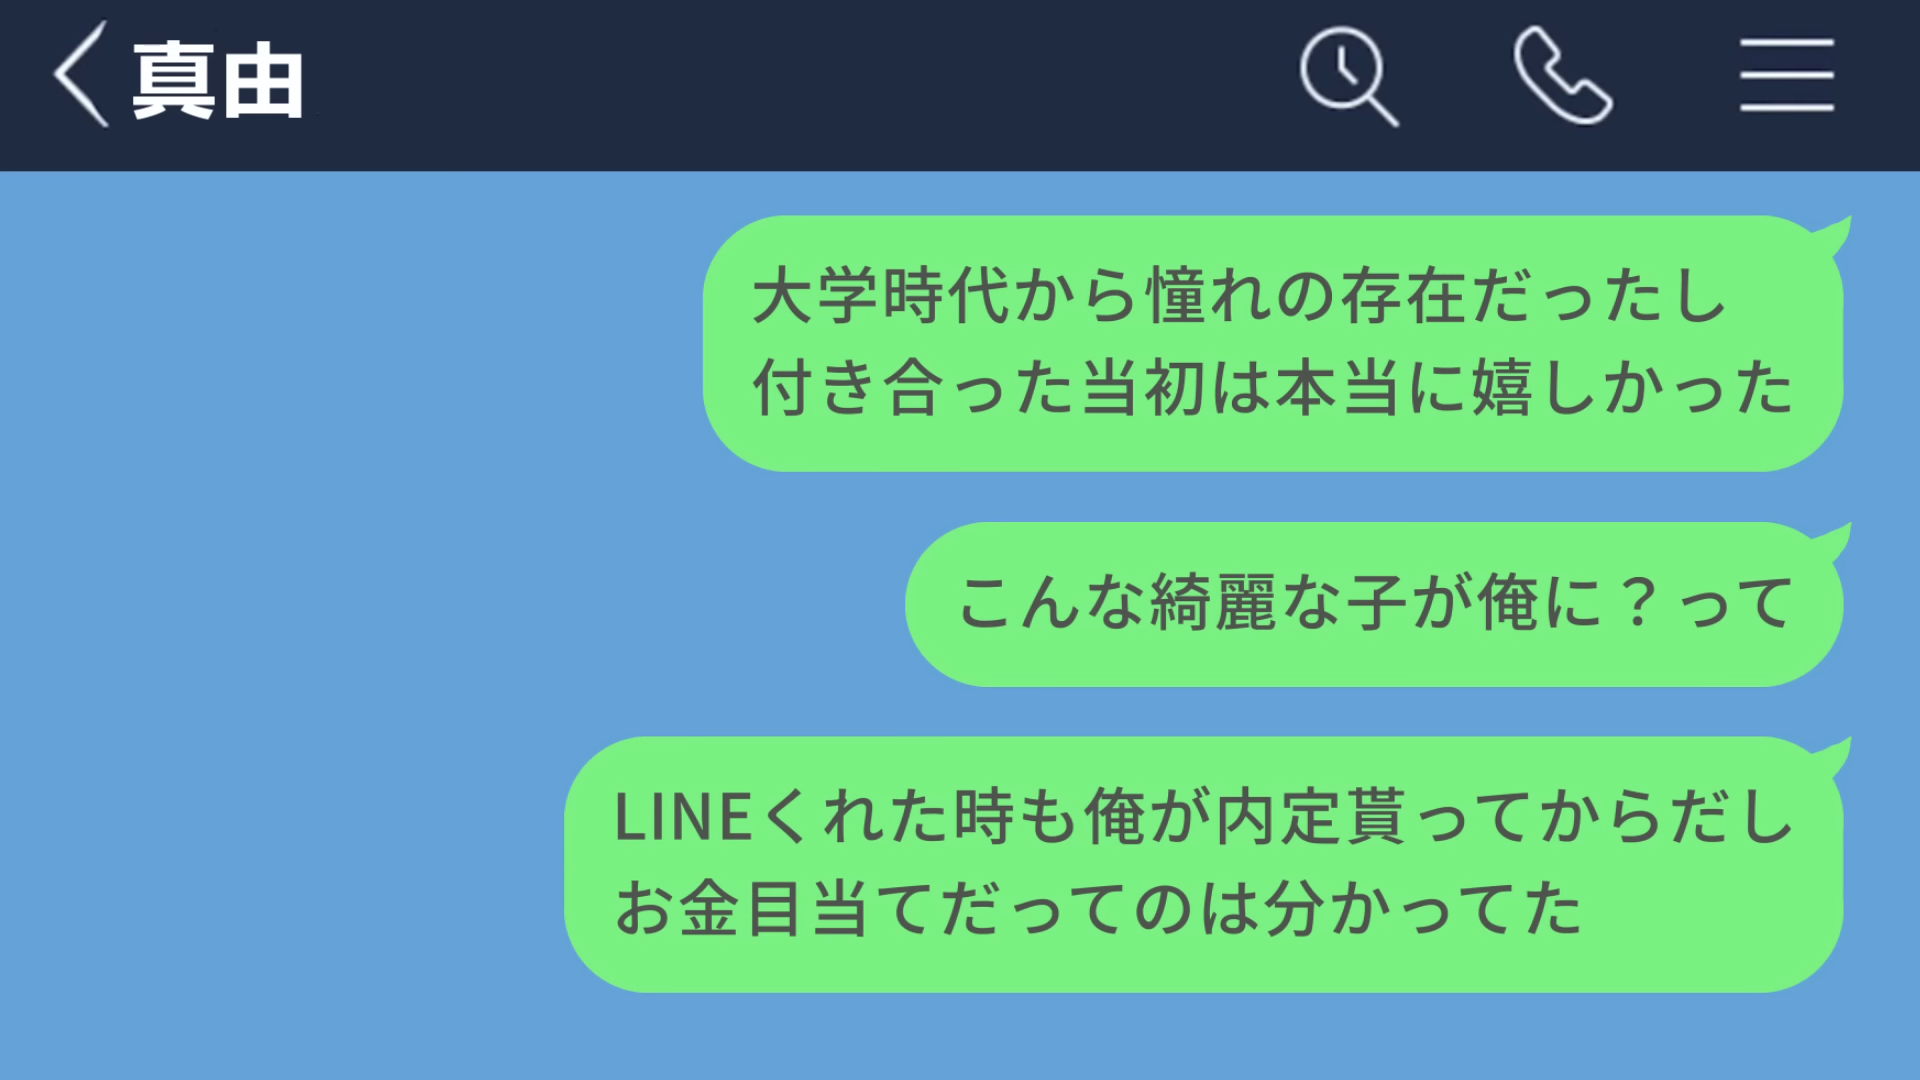 真由
大学時代から憧れの存在だったし
付き合った当初は本当に嬉しかった
こんな綺麗な子が俺に？って
LINEくれた時も俺が内定貰ってからだし
お金目当てだってのは分かってた